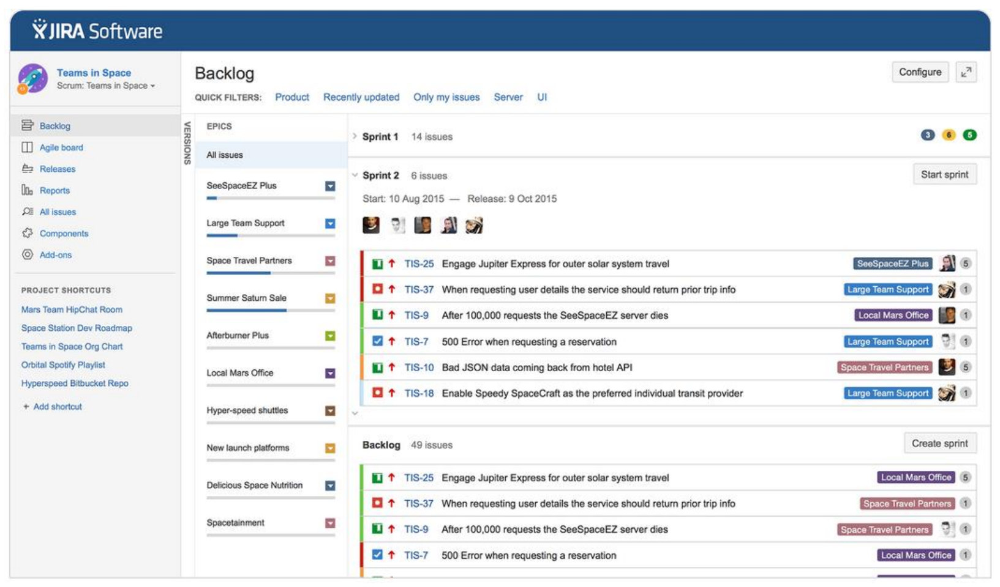 JIRA Software
Teams in Space
Scrum: Teams in Space
Backlog
Agile board
Releases
Reports
All issues
Components
Add-ons
PROJECT SHORTCUTS
Mars Team HipChat Room
Space Station Dev Roadmap
Teams in Space Org Chart
Orbital Spotify Playlist
Hyperspeed Bitbucket Repo
+ Add shortcut
Backlog
Configure
QUICK FILTERS: Product Recently updated Only my issues Server UI
VERSIONS
EPICS
All issues
SeeSpaceEZ Plus
Large Team Support
Space Travel Partners
Summer Saturn Sale
Afterburner Plus
Local Mars Office
Hyper-speed shuttles
New launch platforms
Delicious Space Nutrition
Spacetainment
Sprint 1 14 issues 3 6 5
Sprint 2 6 issues Start sprint
Start: 10 Aug 2015 — Release: 9 Oct 2015
TIS-25 Engage Jupiter Express for outer solar system travel SeeSpaceEZ Plus 5
TIS-37 When requesting user details the service should return prior trip info Large Team Support 1
TIS-9 After 100,000 requests the SeeSpaceEZ server dies Local Mars Office 1
TIS-7 500 Error when requesting a reservation Large Team Support 1
TIS-10 Bad JSON data coming back from hotel API Space Travel Partners 5
TIS-18 Enable Speedy SpaceCraft as the preferred individual transit provider Large Team Support 1
Backlog 49 issues Create sprint
TIS-25 Engage Jupiter Express for outer solar system travel Local Mars Office 5
TIS-37 When requesting user details the service should return prior trip info Space Travel Partners 1
TIS-9 After 100,000 requests the SeeSpaceEZ server dies Space Travel Partners 1
TIS-7 500 Error when requesting a reservation Local Mars Office 1